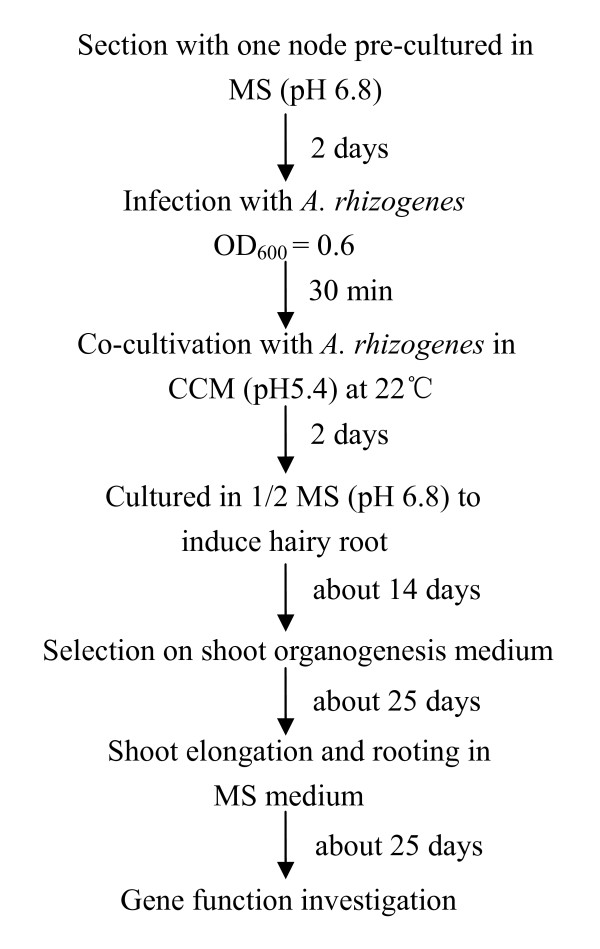 Section with one node pre-cultured in
MS (pH 6.8)
2 days
Infection with A. rhizogenes
OD600 = 0.6
30 min
Co-cultivation with A. rhizogenes in
CCM (pH5.4) at 22℃
2 days
Cultured in 1/2 MS (pH 6.8) to
induce hairy root
about 14 days
Selection on shoot organogenesis medium
about 25 days
Shoot elongation and rooting in
MS medium
about 25 days
Gene function investigation